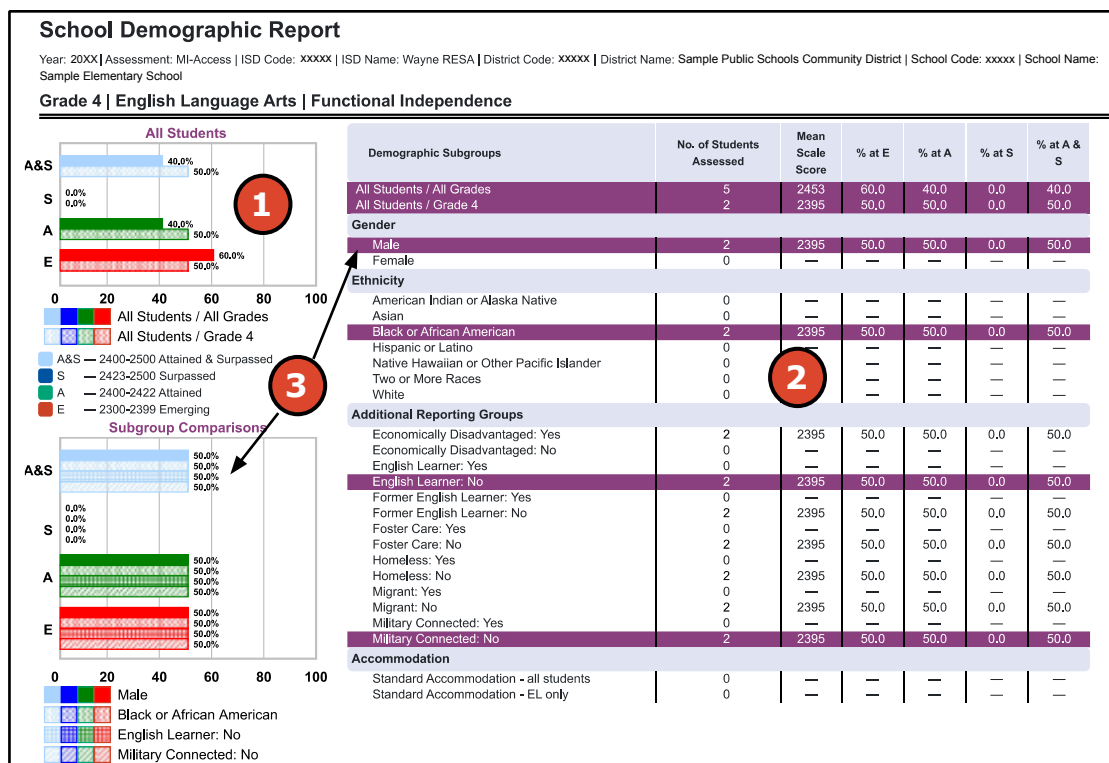 School Demographic Report
Year: 20XX | Assessment: MI-Access | ISD Code: xxxxx | ISD Name: Wayne RESA | District Code: xxxxx | District Name: Sample Public Schools Community District | School Code: xxxxx | School Name:
Sample Elementary School
Grade 4 | English Language Arts | Functional Independence
All Students
A&S 40.0%
50.0%
S 0.0%
0.0%
A 40.0%
50.0%
E 60.0%
50.0%
0 20 40 60 80 100
All Students / All Grades
All Students / Grade 4
A&S — 2400-2500 Attained & Surpassed
S — 2423-2500 Surpassed
A — 2400-2422 Attained
E — 2300-2399 Emerging
1
3
Subgroup Comparisons
A&S 50.0%
50.0%
50.0%
50.0%
S 0.0%
0.0%
0.0%
0.0%
A 50.0%
50.0%
50.0%
50.0%
E 50.0%
50.0%
50.0%
50.0%
0 20 40 60 80 100
Male
Black or African American
English Learner: No
Military Connected: No
Demographic Subgroups No. of Students Assessed Mean Scale Score % at E % at A % at S % at A & S
All Students / All Grades 5 2453 60.0 40.0 0.0 40.0
All Students / Grade 4 2 2395 50.0 50.0 0.0 50.0
Gender
Male 2 2395 50.0 50.0 0.0 50.0
Female 0 — — — — —
Ethnicity
American Indian or Alaska Native 0 — — — — —
Asian 0 — — — — —
Black or African American 2 2395 50.0 50.0 0.0 50.0
Hispanic or Latino 0 — — — — —
Native Hawaiian or Other Pacific Islander 0 — — — — —
Two or More Races 0 — — — — —
White 0 — — — — —
2
Additional Reporting Groups
Economically Disadvantaged: Yes 2 2395 50.0 50.0 0.0 50.0
Economically Disadvantaged: No 0 — — — — —
English Learner: Yes 0 — — — — —
English Learner: No 2 2395 50.0 50.0 0.0 50.0
Former English Learner: Yes 0 — — — — —
Former English Learner: No 2 2395 50.0 50.0 0.0 50.0
Foster Care: Yes 0 — — — — —
Foster Care: No 2 2395 50.0 50.0 0.0 50.0
Homeless: Yes 0 — — — — —
Homeless: No 2 2395 50.0 50.0 0.0 50.0
Migrant: Yes 0 — — — — —
Migrant: No 2 2395 50.0 50.0 0.0 50.0
Military Connected: Yes 0 — — — — —
Military Connected: No 2 2395 50.0 50.0 0.0 50.0
Accommodation
Standard Accommodation - all students 0 — — — — —
Standard Accommodation - EL only 0 — — — — —